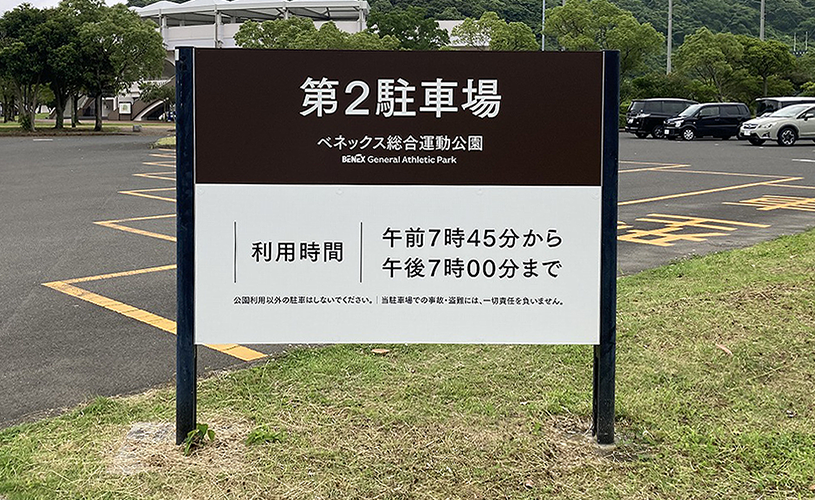 第2駐車場
ベネックス総合運動公園
BENEX General Athletic Park
利用時間
午前7時45分から
午後7時00分まで
公園利用以外の駐車はしないでください。｜当駐車場での事故・盗難には、一切責任を負いません。